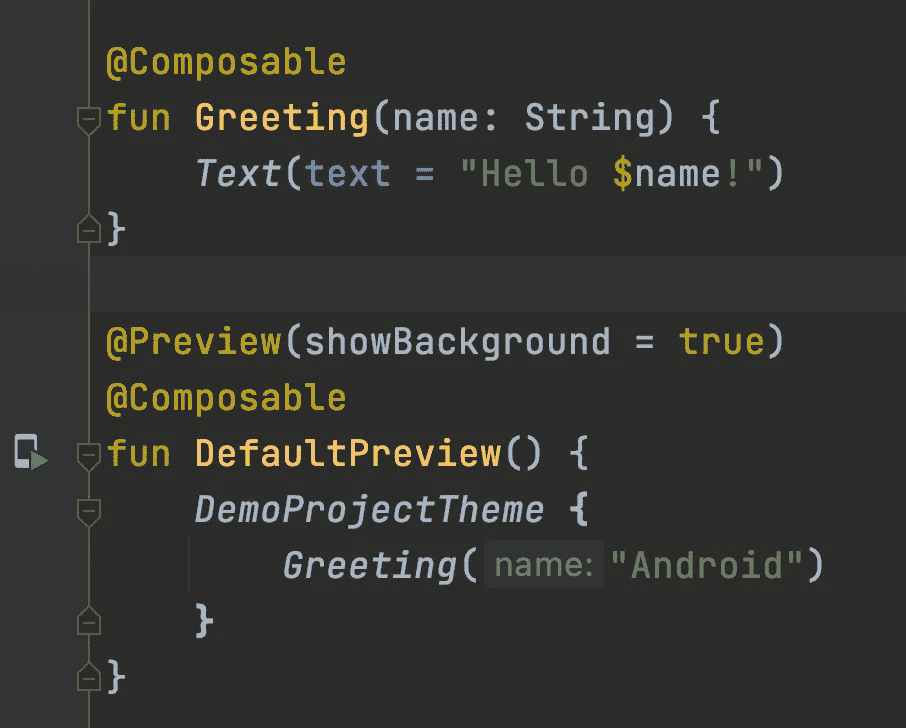 @Composable
fun Greeting(name: String) {
    Text(text = "Hello $name!")
}
@Preview(showBackground = true)
@Composable
fun DefaultPreview() {
    DemoProjectTheme {
        Greeting( name: "Android")
    }
}